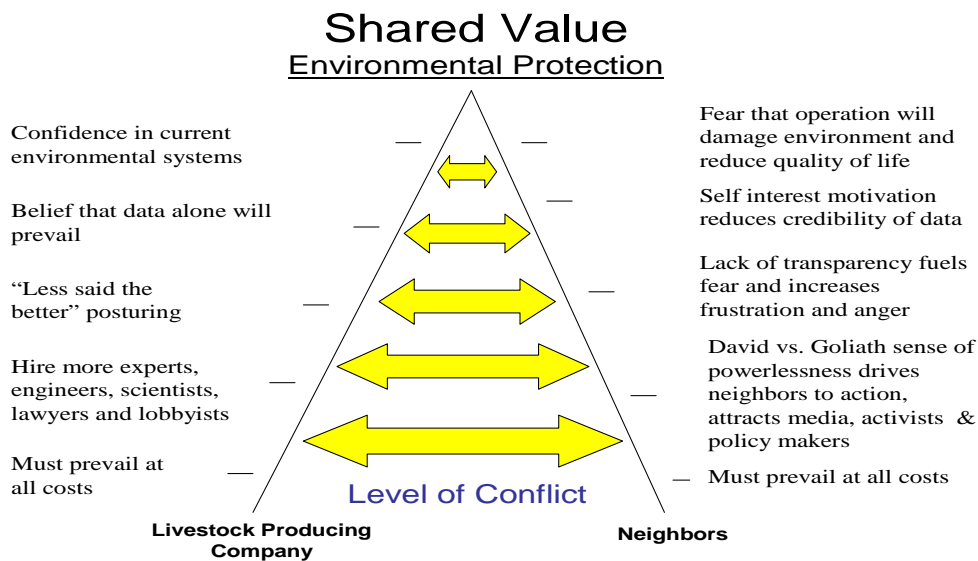 Shared Value
Environmental Protection
Confidence in current
environmental systems
Belief that data alone will
prevail
“Less said the
better” posturing
Hire more experts,
engineers, scientists,
lawyers and lobbyists
Must prevail at
all costs
Fear that operation will
damage environment and
reduce quality of life
Self interest motivation
reduces credibility of data
Lack of transparency fuels
fear and increases
frustration and anger
David vs. Goliath sense of
powerlessness drives
neighbors to action,
attracts media, activists &
policy makers
Must prevail at all costs
Level of Conflict
Livestock Producing
Company
Neighbors